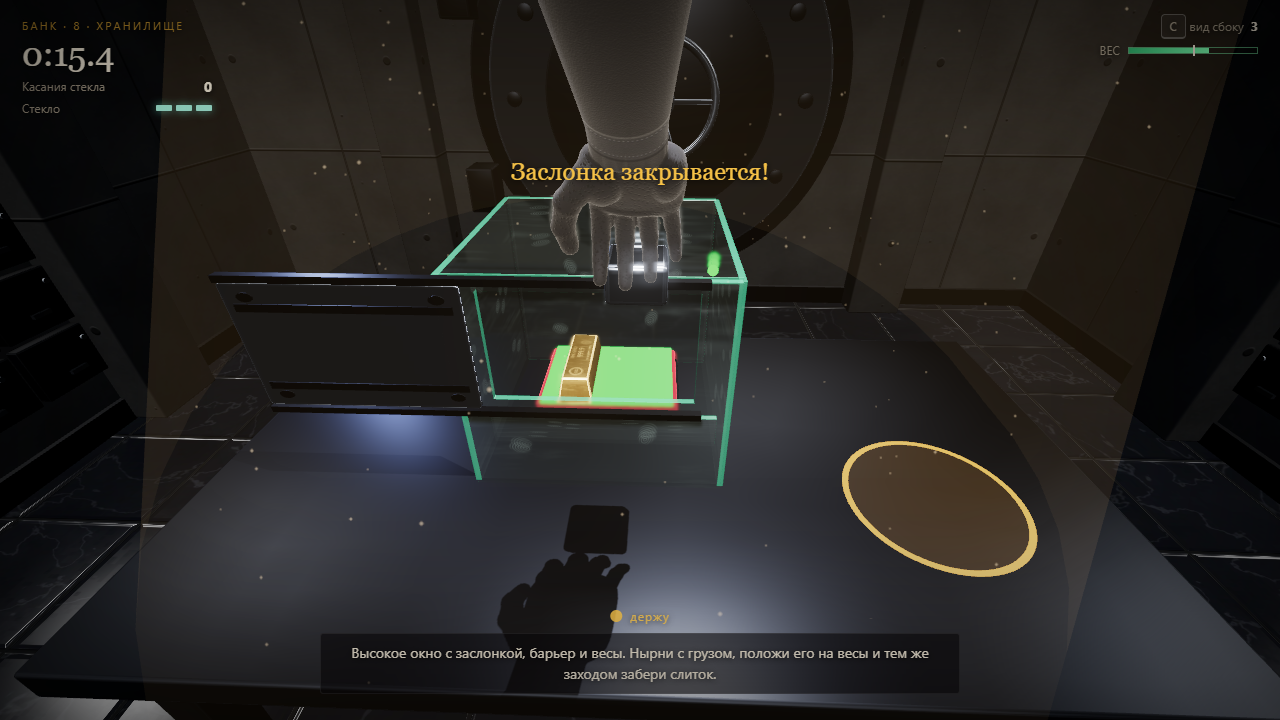 БАНК · 8 · ХРАНИЛИЩЕ
0:15.4
Касания стекла 0
Стекло
C вид сбоку 3
ВЕС
Заслонка закрывается!
держу
Высокое окно с заслонкой, барьер и весы. Нырни с грузом, положи его на весы и тем же
заходом забери слиток.